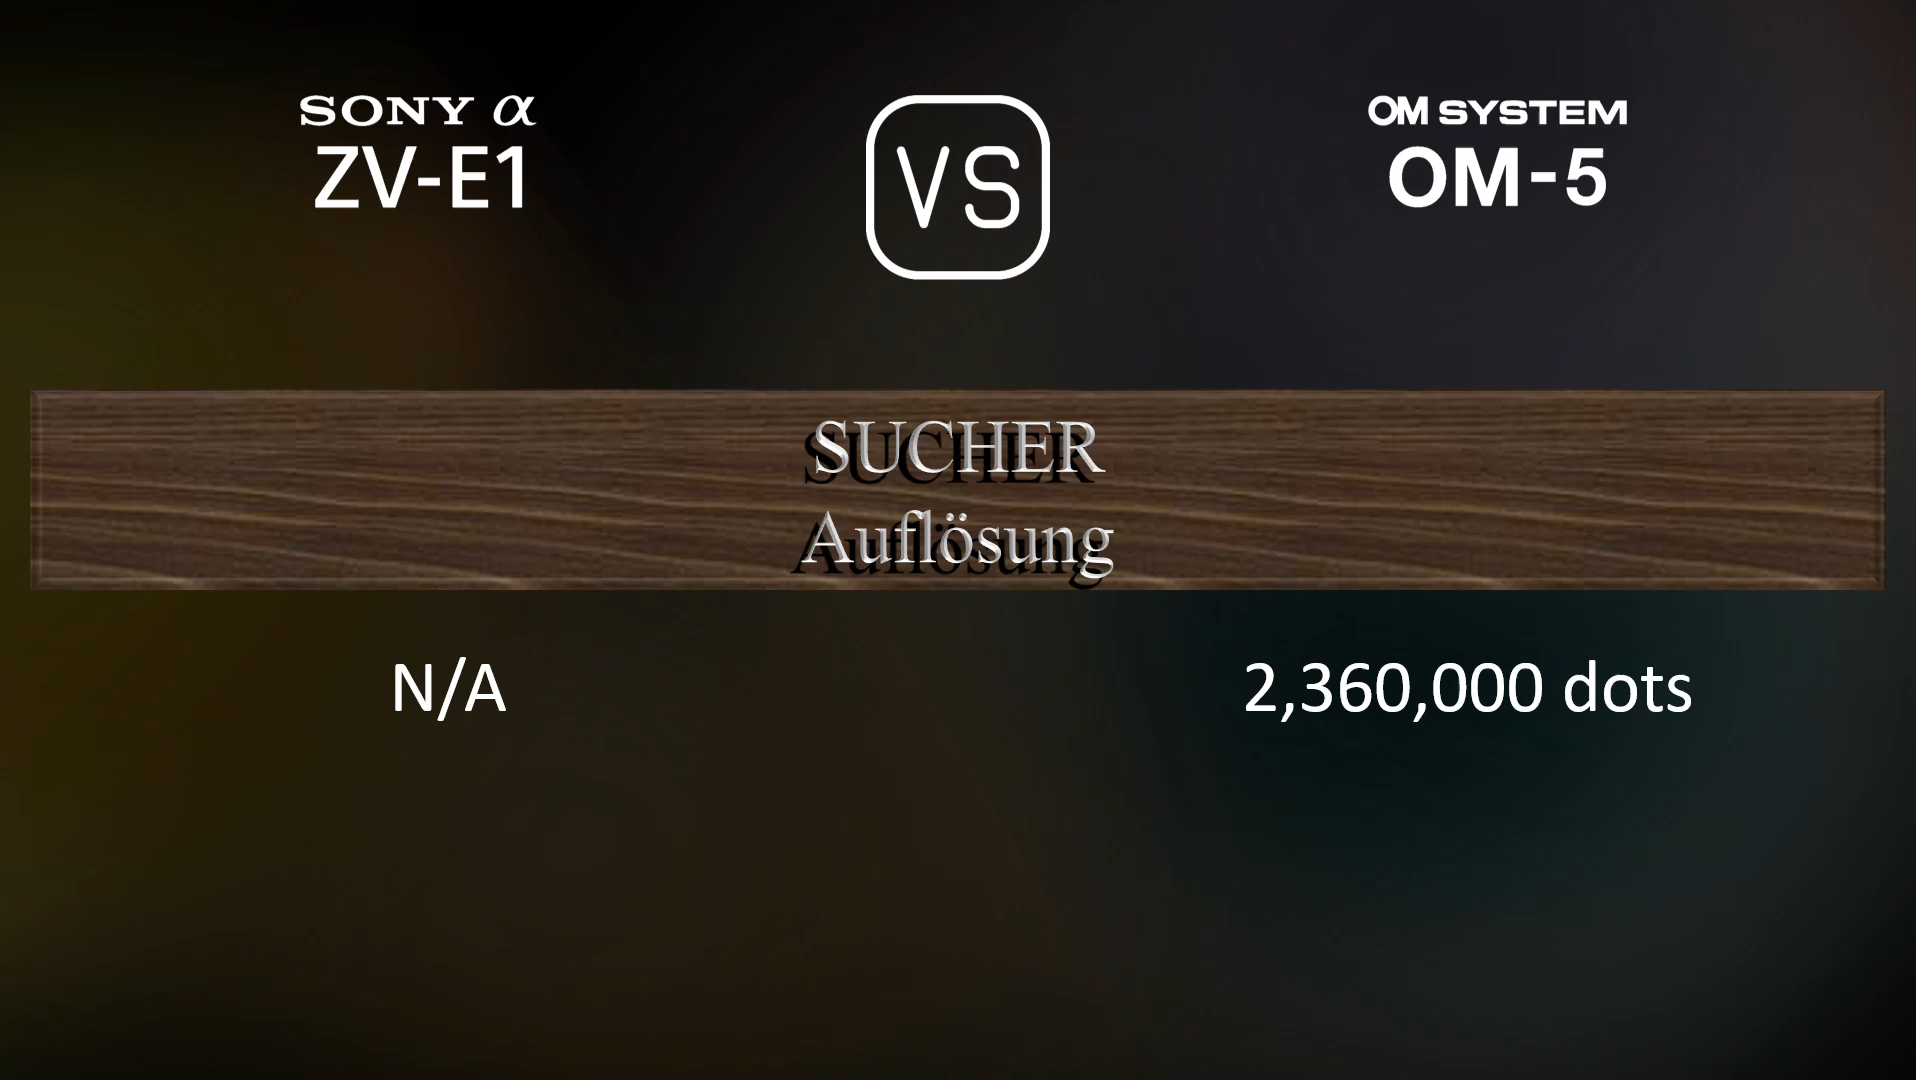 SONY α
ZV-E1
VS
OM SYSTEM
OM-5
SUCHER
Auflösung
N/A
2,360,000 dots